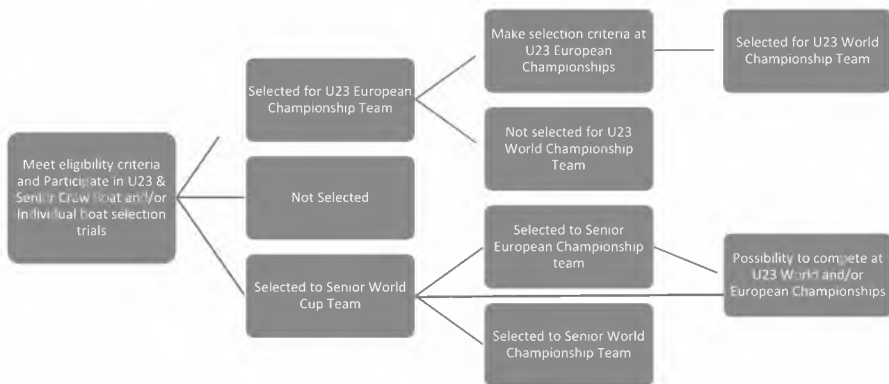 Meet eligibility criteria
and Participate in U23 &
Senior Crew Boat and/or
Individual boat selection
trials
Selected for U23 European
Championship Team
Not Selected
Selected to Senior World
Cup Team
Make selection criteria at
U23 European
Championships
Not selected for U23
World Championship
Team
Selected to Senior
European Championship
team
Selected to Senior World
Championship Team
Selected for U23 World
Championship Team
Possibility to compete at
U23 World and/or
European Championships